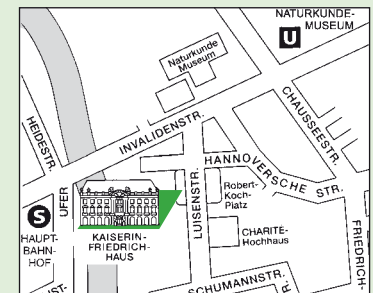 NATURKUNDE-
MUSEUM
U
Naturkunde
Museum
HEIDESTR.
INVALIDENSTR.
CHAUSSEESTR.
HANNOVERSCHE STR.
UFER
LUISENSTR.
Robert-
Koch-
Platz
S
HAUPT-
BAHN-
HOF
KAISERIN-
FRIEDRICH-
HAUS
CHARITÉ-
Hochhaus
FRIEDRICH-
IST-
SCHUMANNSTR.
R.